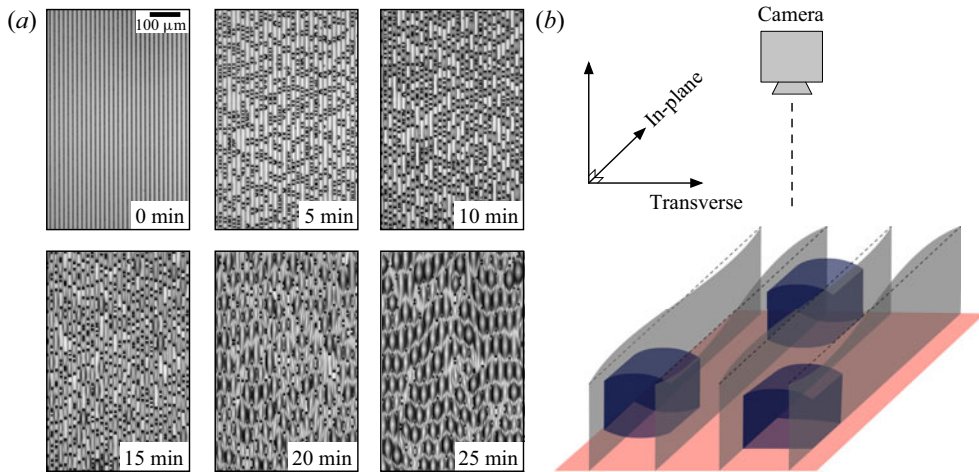 (a)
100 μm
0 min
5 min
10 min
15 min
20 min
25 min
(b)
Camera
In-plane
Transverse